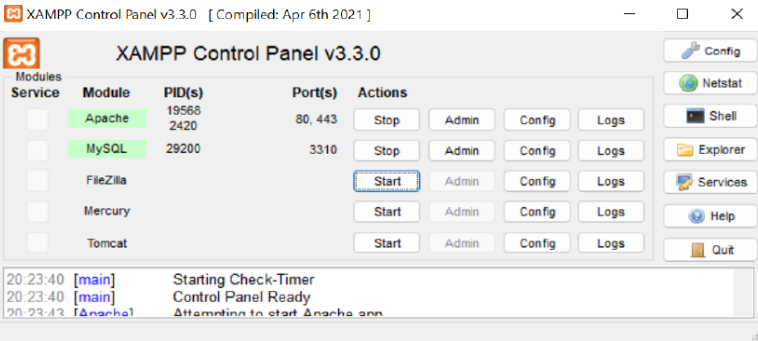 XAMPP Control Panel v3.3.0 [ Compiled: Apr 6th 2021 ]
XAMPP Control Panel v3.3.0
Config
Modules
Service Module PID(s) Port(s) Actions
Netstat
Apache 19568 2420 80, 443 Stop Admin Config Logs
Shell
MySQL 29200 3310 Stop Admin Config Logs
Explorer
FileZilla Start Admin Config Logs
Services
Mercury Start Admin Config Logs
Help
Tomcat Start Admin Config Logs
Quit
20:23:40 [main] Starting Check-Timer
20:23:40 [main] Control Panel Ready
20:23:43 [Apache] Attempting to start Apache app